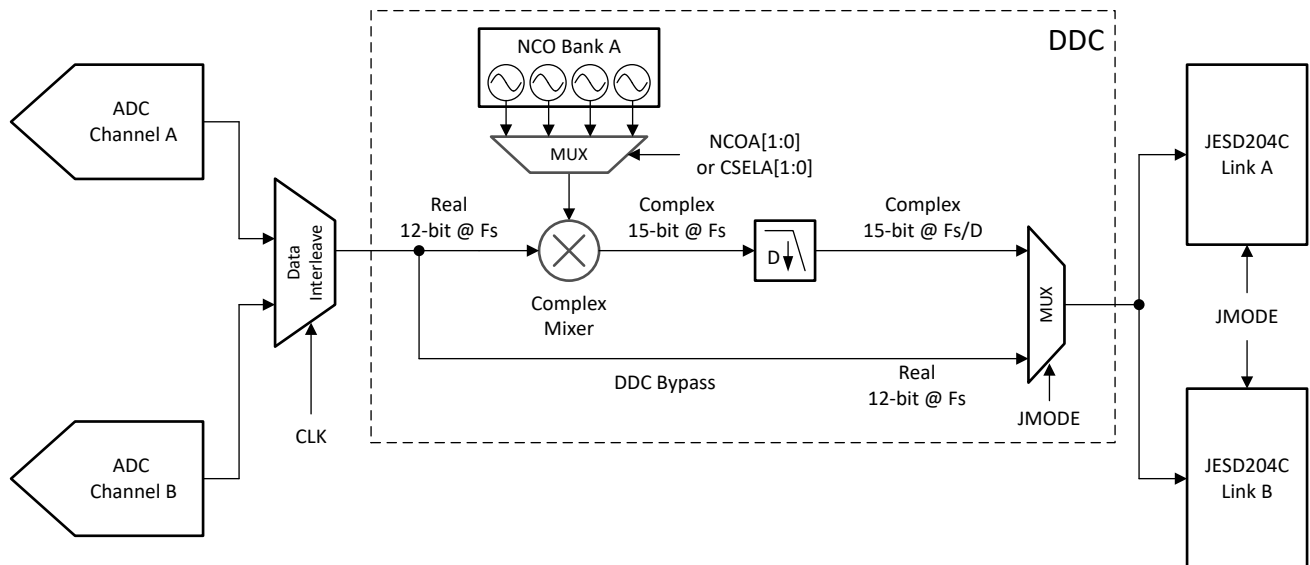 DDC
NCO Bank A
ADC
Channel A
MUX
NCOA[1:0]
or CSELA[1:0]
JESD204C
Link A
Data
Interleave
Real
12-bit @ Fs
Complex
15-bit @ Fs
D
Complex
15-bit @ Fs/D
Complex
Mixer
MUX
JMODE
DDC Bypass
Real
12-bit @ Fs
JMODE
CLK
ADC
Channel B
JESD204C
Link B